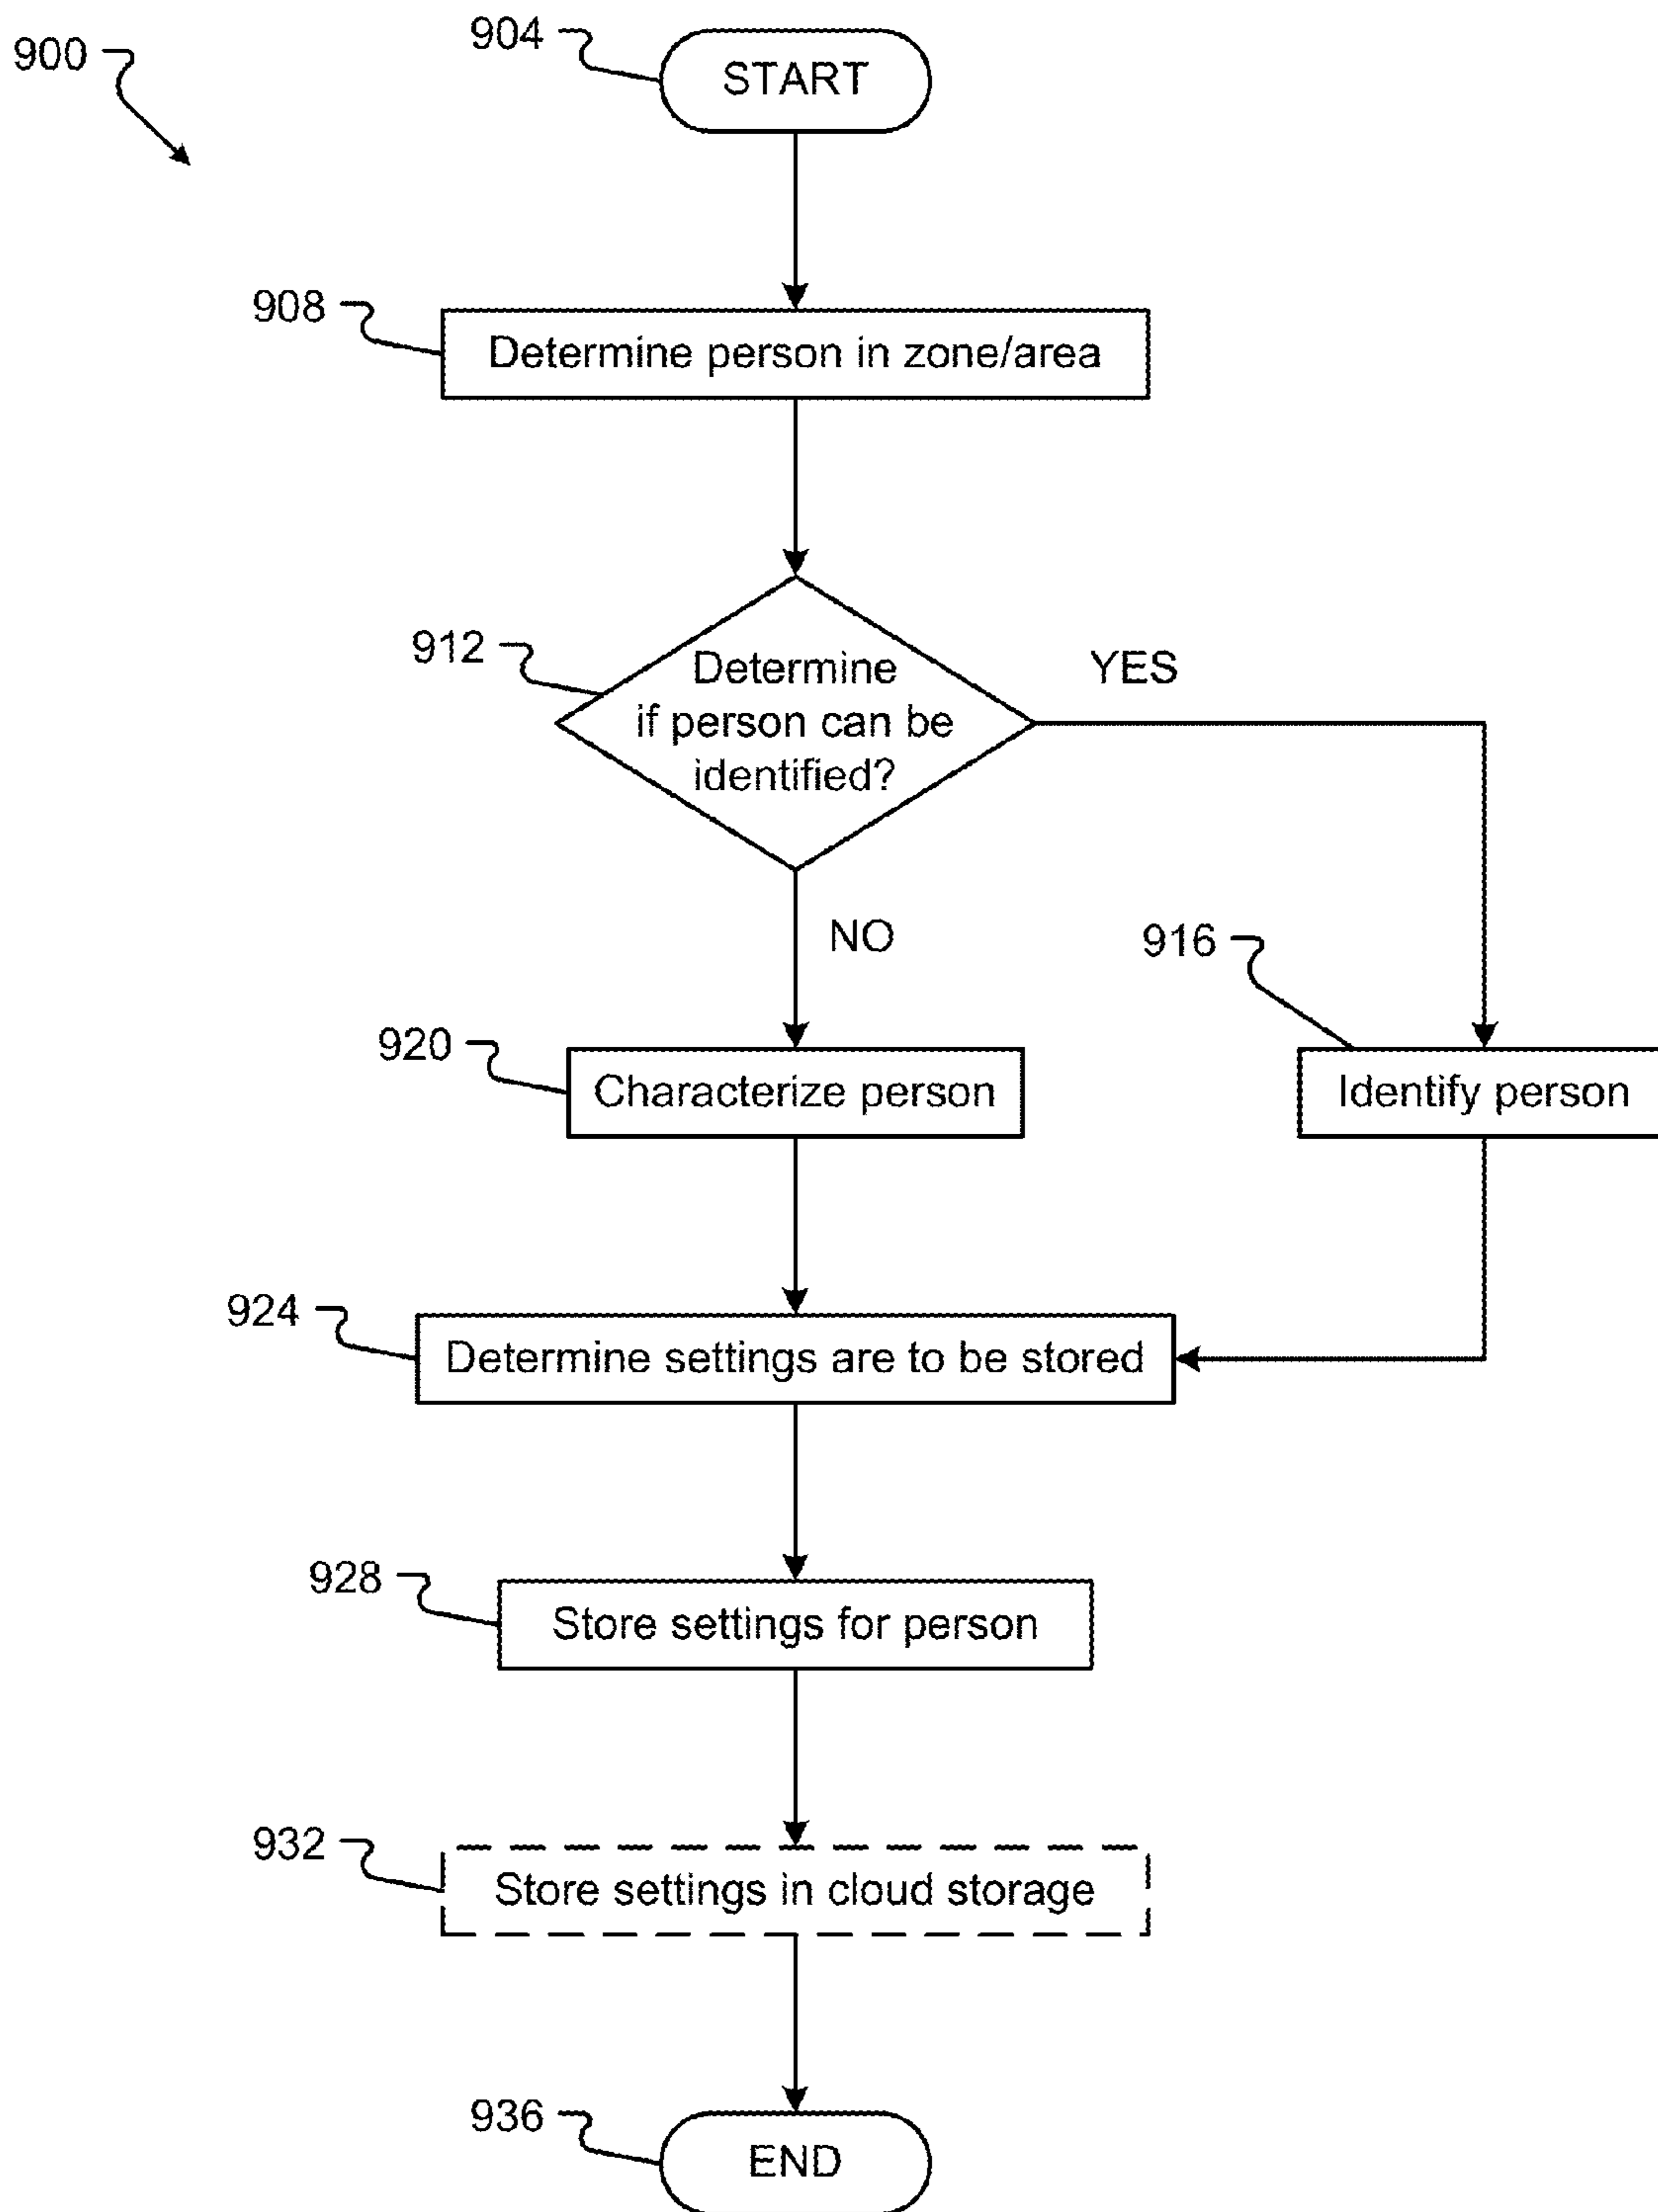 900
904
START
908
Determine person in zone/area
912
Determine
if person can be
identified?
YES
NO
916
920
Characterize person
Identify person
924
Determine settings are to be stored
928
Store settings for person
932
Store settings in cloud storage
936
END